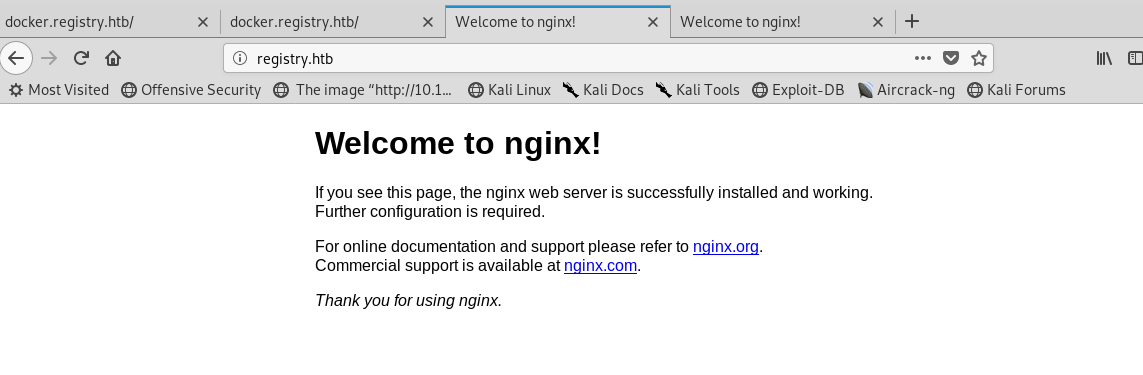 docker.registry.htb/ docker.registry.htb/ Welcome to nginx! Welcome to nginx!
registry.htb
Most Visited Offensive Security The image “http://10.1... Kali Linux Kali Docs Kali Tools Exploit-DB Aircrack-ng Kali Forums
Welcome to nginx!
If you see this page, the nginx web server is successfully installed and working.
Further configuration is required.
For online documentation and support please refer to nginx.org.
Commercial support is available at nginx.com.
Thank you for using nginx.